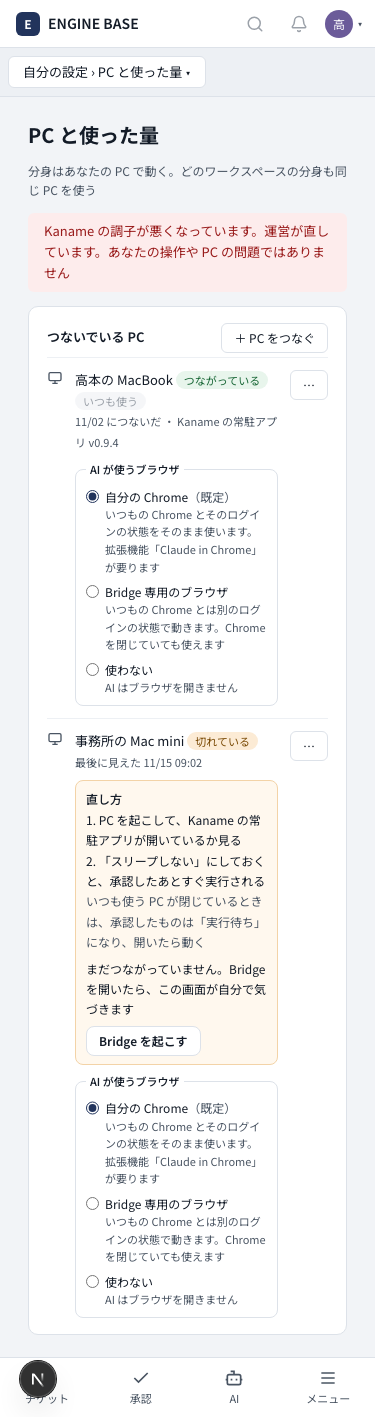 E ENGINE BASE 高
自分の設定 › PC と使った量 ▾
PC と使った量
分身はあなたの PC で動く。どのワークスペースの分身も同
じ PC を使う
Kaname の調子が悪くなっています。運営が直し
ています。あなたの操作や PC の問題ではありま
せん
つないでいる PC ＋ PC をつなぐ
高本の MacBook つながっている …
いつも使う
11/02 につないだ ・ Kaname の常駐アプ
リ v0.9.4
AI が使うブラウザ
自分の Chrome（既定）
いつもの Chrome とそのログイ
ンの状態をそのまま使います。
拡張機能「Claude in Chrome」
が要ります
Bridge 専用のブラウザ
いつもの Chrome とは別のログ
インの状態で動きます。Chrome
を閉じていても使えます
使わない
AI はブラウザを開きません
事務所の Mac mini 切れている …
最後に見えた 11/15 09:02
直し方
1. PC を起こして、Kaname の常
駐アプリが開いているか見る
2. 「スリープしない」にしておく
と、承認したあとすぐ実行される
いつも使う PC が閉じているとき
は、承認したものは「実行待ち」
になり、開いたら動く
まだつながっていません。Bridge
を開いたら、この画面が自分で気
づきます
Bridge を起こす
AI が使うブラウザ
自分の Chrome（既定）
いつもの Chrome とそのログイ
ンの状態をそのまま使います。
拡張機能「Claude in Chrome」
が要ります
Bridge 専用のブラウザ
いつもの Chrome とは別のログ
インの状態で動きます。Chrome
を閉じていても使えます
使わない
AI はブラウザを開きません
N
チケット 承認 AI メニュー